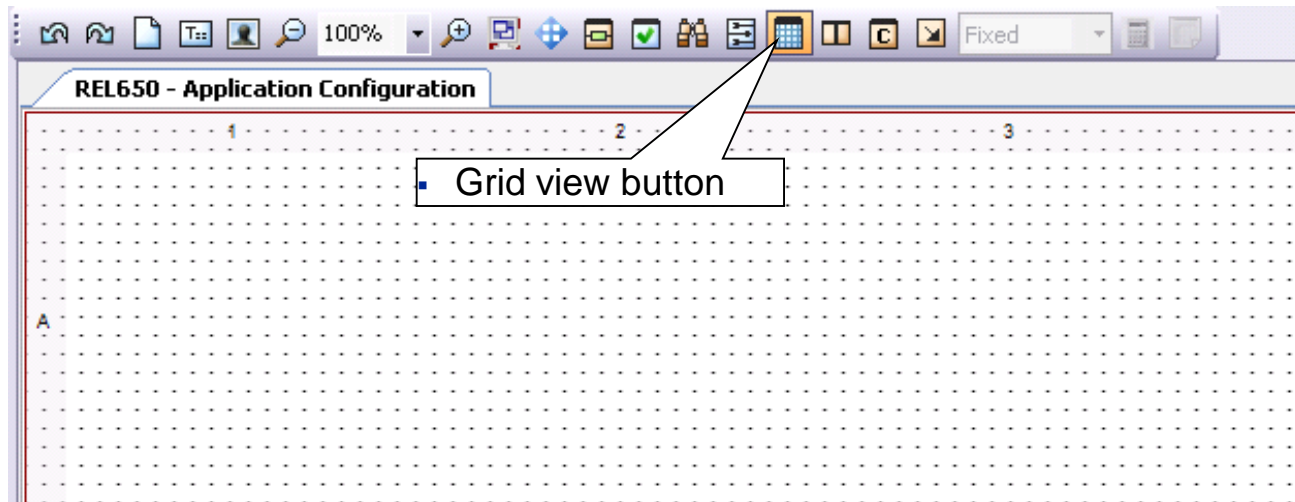 100% Fixed
REL650 - Application Configuration
1 2 3
▪ Grid view button
A